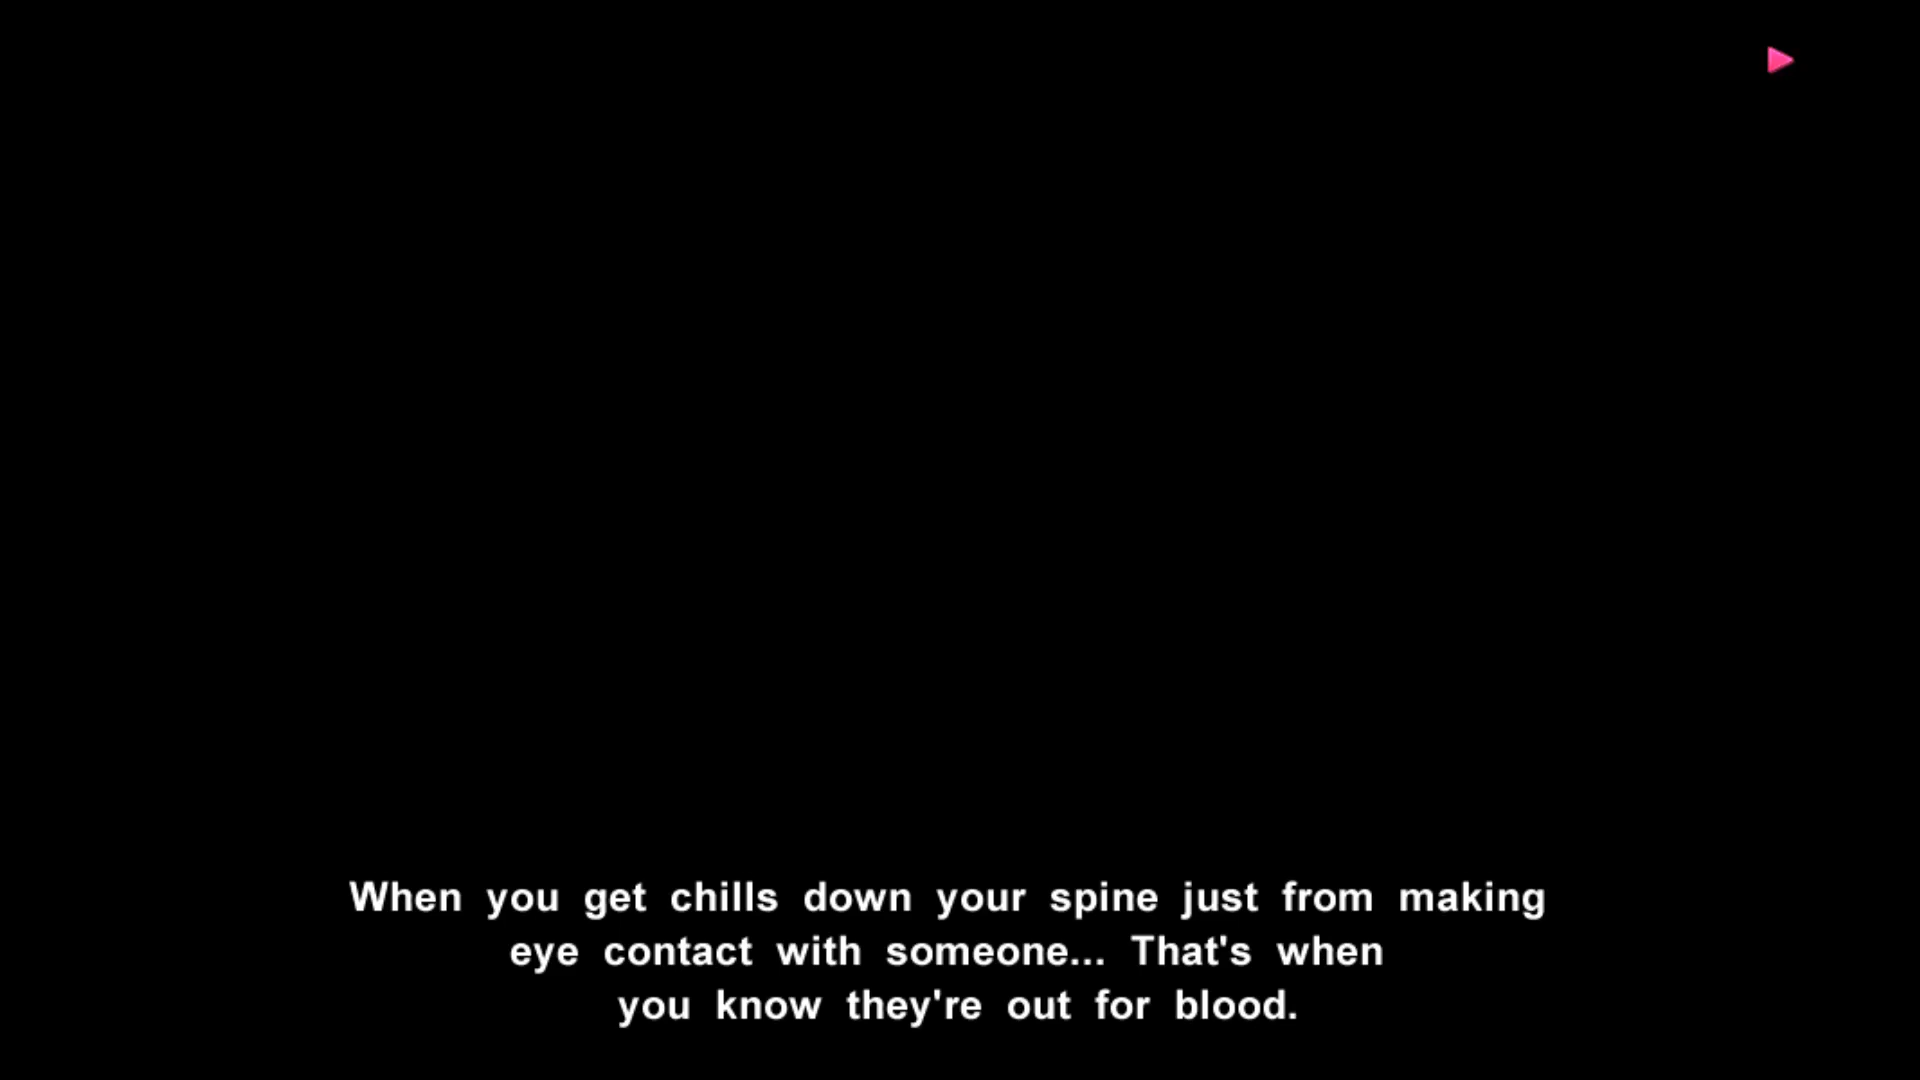 When you get chills down your spine just from making
eye contact with someone... That's when
you know they're out for blood.